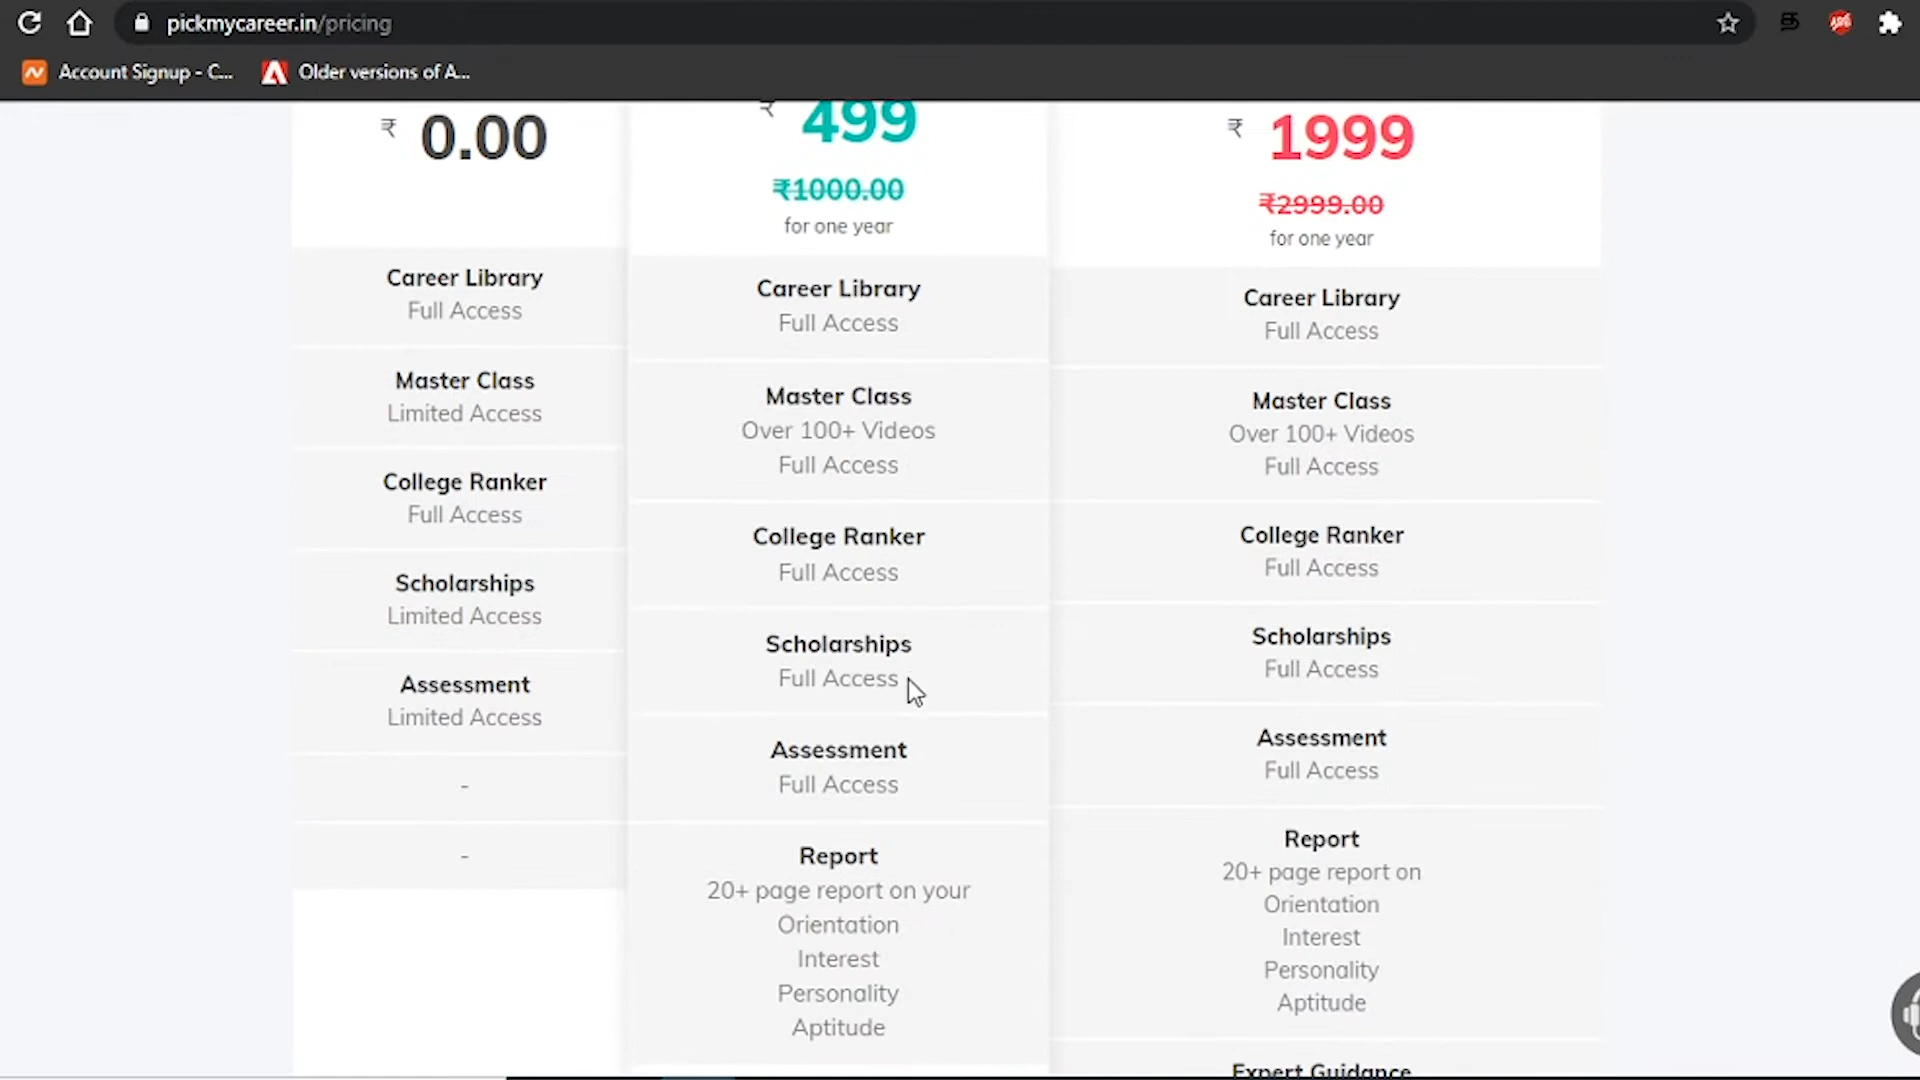 pickmycareer.in/pricing
Account Signup - C...
Older versions of A...
₹ 0.00
Career Library
Full Access
Master Class
Limited Access
College Ranker
Full Access
Scholarships
Limited Access
Assessment
Limited Access
-
-
₹ 499
₹1000.00
for one year
Career Library
Full Access
Master Class
Over 100+ Videos
Full Access
College Ranker
Full Access
Scholarships
Full Access
Assessment
Full Access
Report
20+ page report on your
Orientation
Interest
Personality
Aptitude
₹ 1999
₹2999.00
for one year
Career Library
Full Access
Master Class
Over 100+ Videos
Full Access
College Ranker
Full Access
Scholarships
Full Access
Assessment
Full Access
Report
20+ page report on
Orientation
Interest
Personality
Aptitude
Expert Guidance